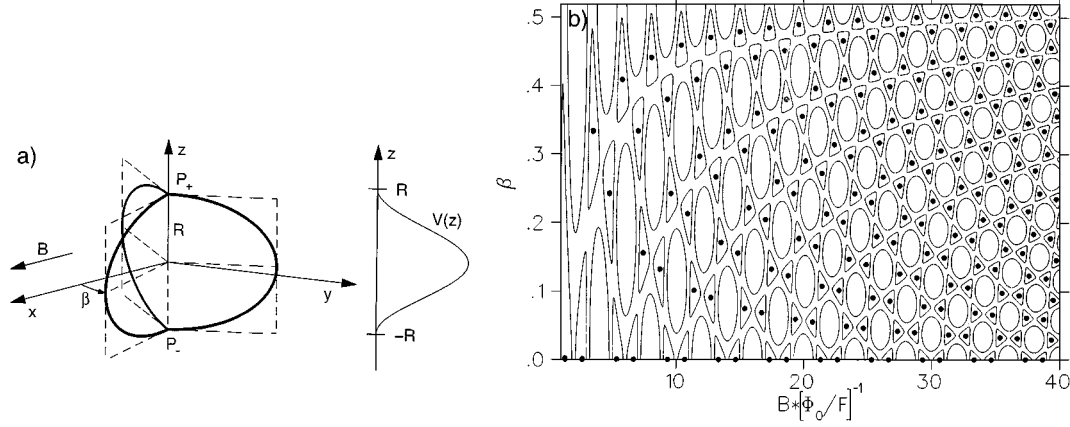 a)
z
P+
R
B
x
β
y
P-
z
R
V(z)
-R
b)
β
.5
.4
.3
.2
.1
.0
10 20 30 40
B*[Φ0/F]^-1